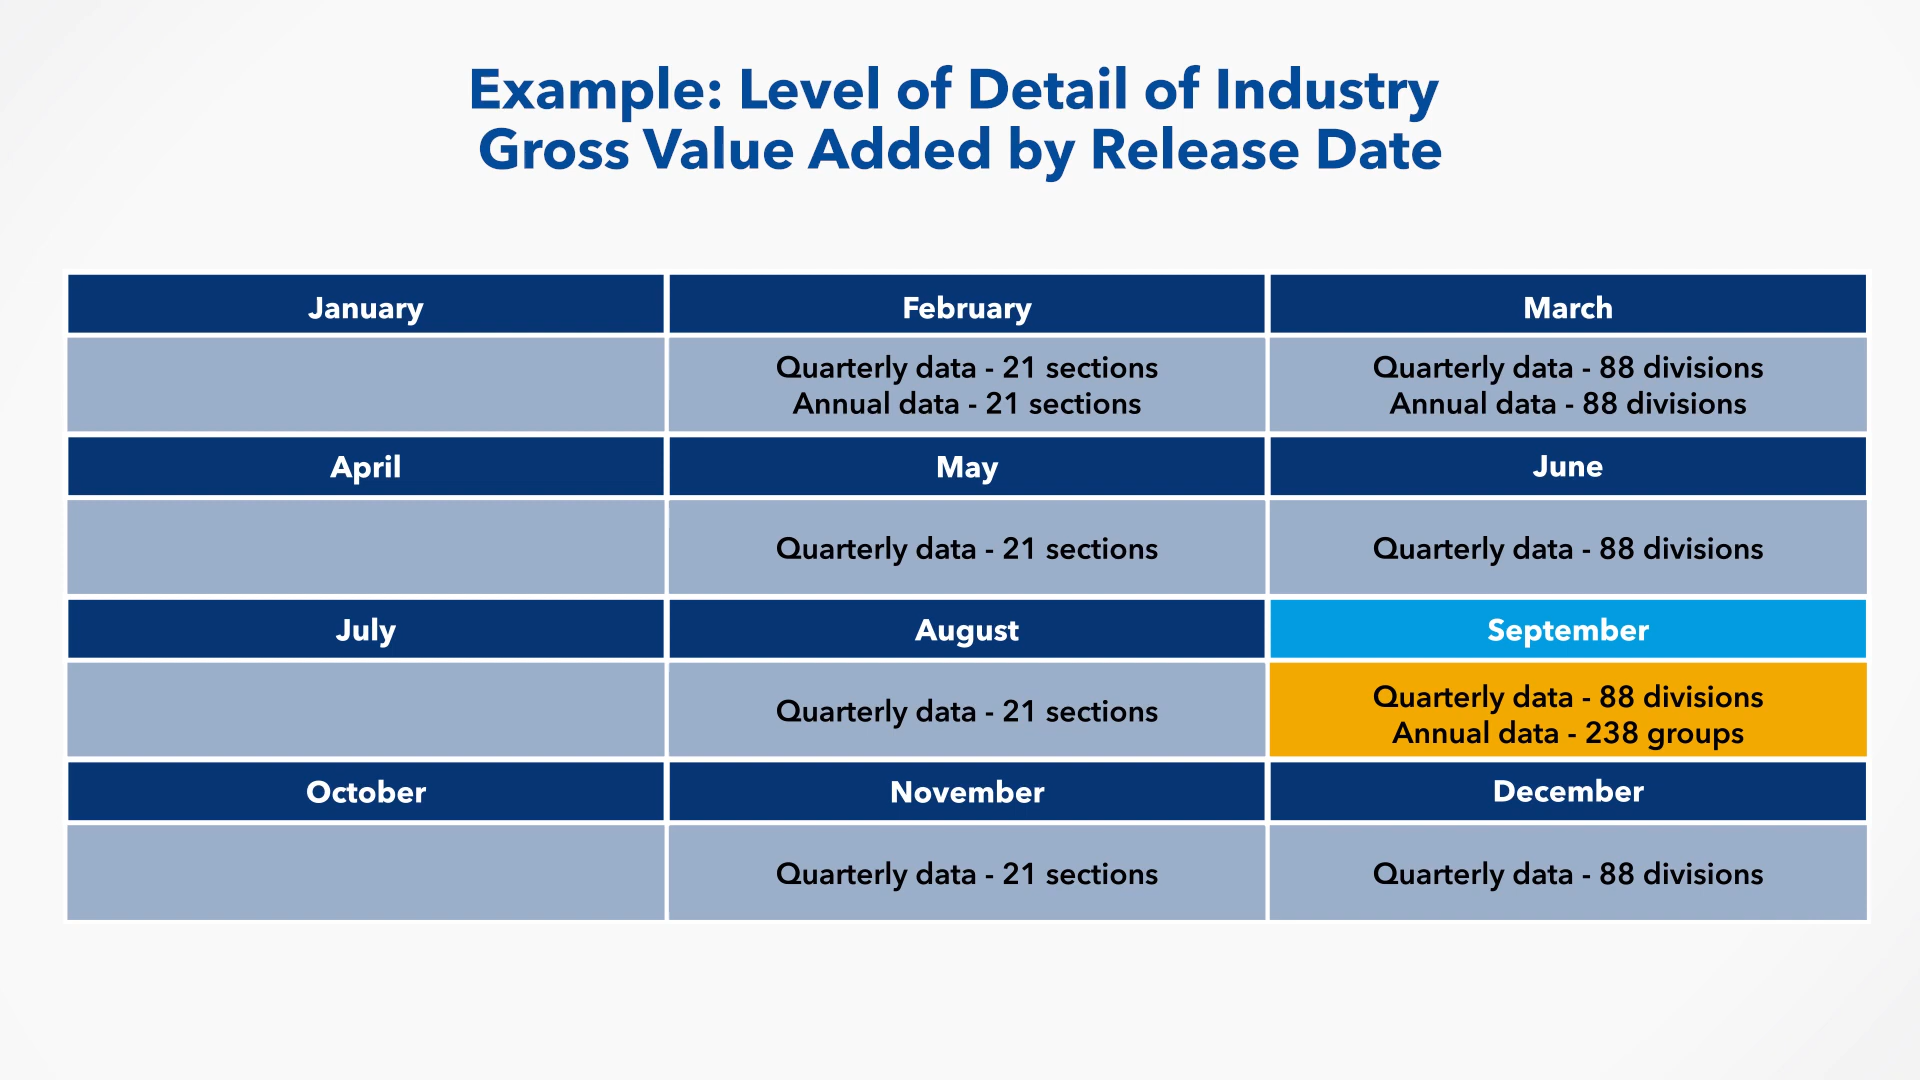 Example: Level of Detail of Industry
Gross Value Added by Release Date
January
February
March
Quarterly data - 21 sections
Annual data - 21 sections
Quarterly data - 88 divisions
Annual data - 88 divisions
April
May
June
Quarterly data - 21 sections
Quarterly data - 88 divisions
July
August
September
Quarterly data - 21 sections
Quarterly data - 88 divisions
Annual data - 238 groups
October
November
December
Quarterly data - 21 sections
Quarterly data - 88 divisions